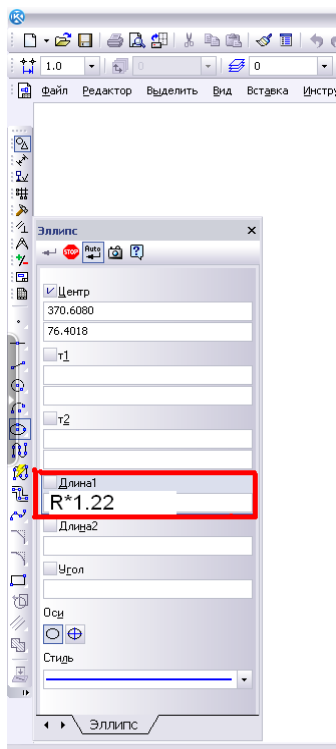 1.0
0
0
Файл Редактор Выделить Вид Вставка Инстру
Эллипс
STOP Auto
Центр
370.6080
76.4018
т1
т2
Длина1
R*1.22
Длина2
Угол
Оси
Стиль
Эллипс